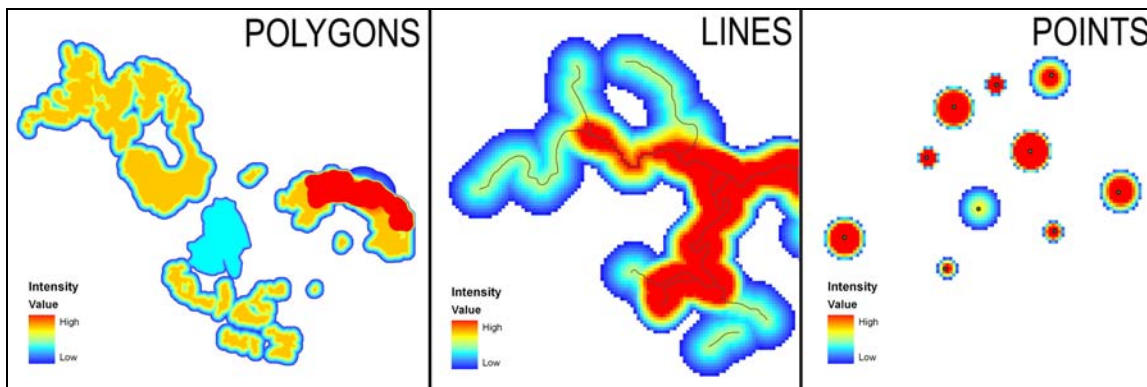 POLYGONS
Intensity
Value
High
Low
LINES
Intensity
Value
High
Low
POINTS
Intensity
Value
High
Low